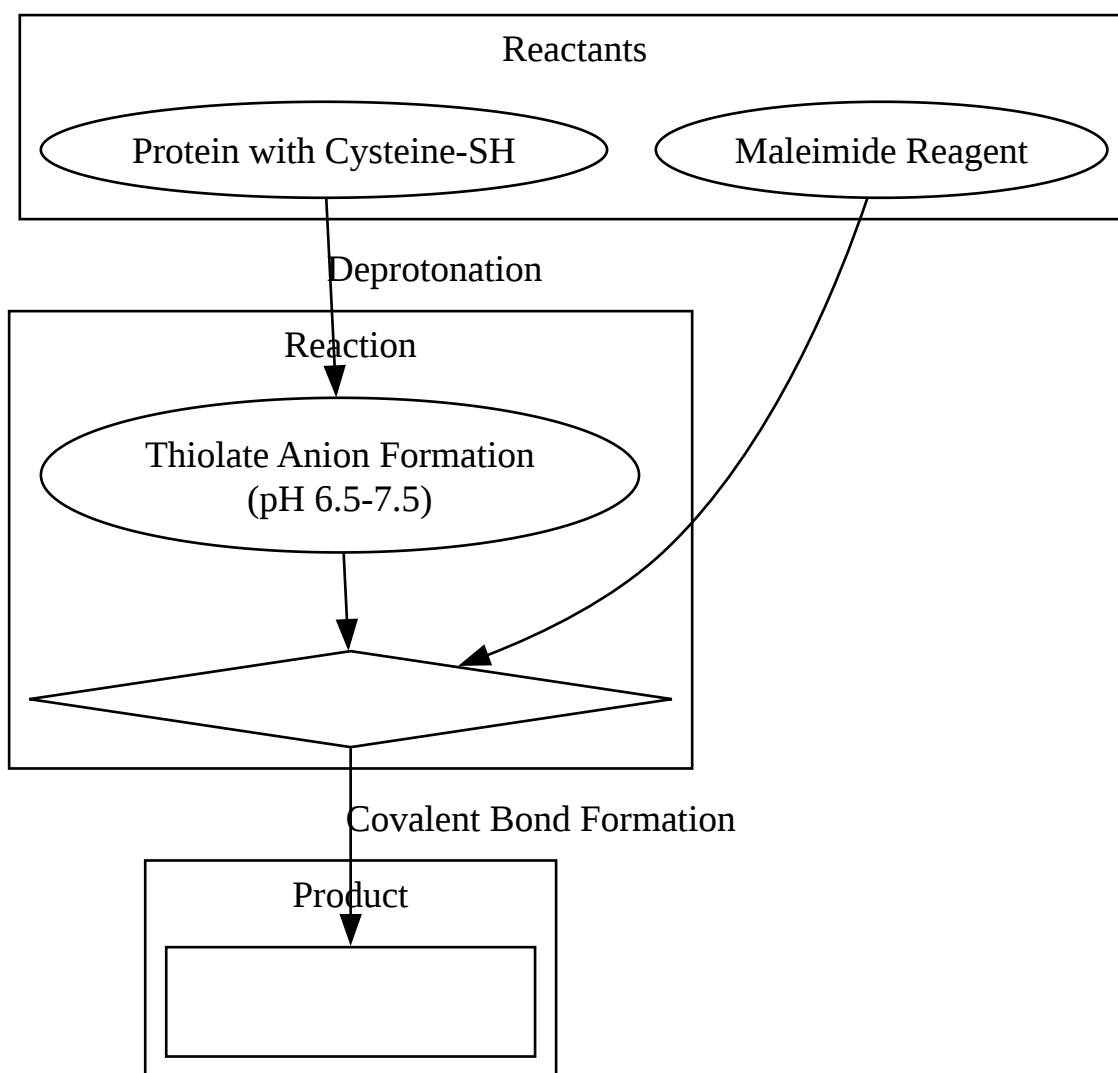 Reactants
Protein with Cysteine-SH
Maleimide Reagent
Deprotonation
Reaction
Thiolate Anion Formation
(pH 6.5-7.5)
Covalent Bond Formation
Product